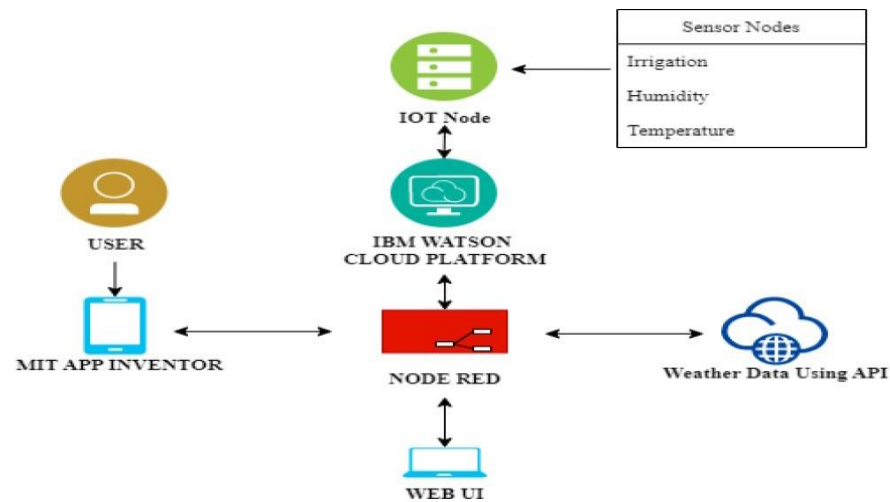 Sensor Nodes
Irrigation
Humidity
Temperature
IOT Node
USER
IBM WATSON
CLOUD PLATFORM
MIT APP INVENTOR
NODE RED
Weather Data Using API
WEB UI